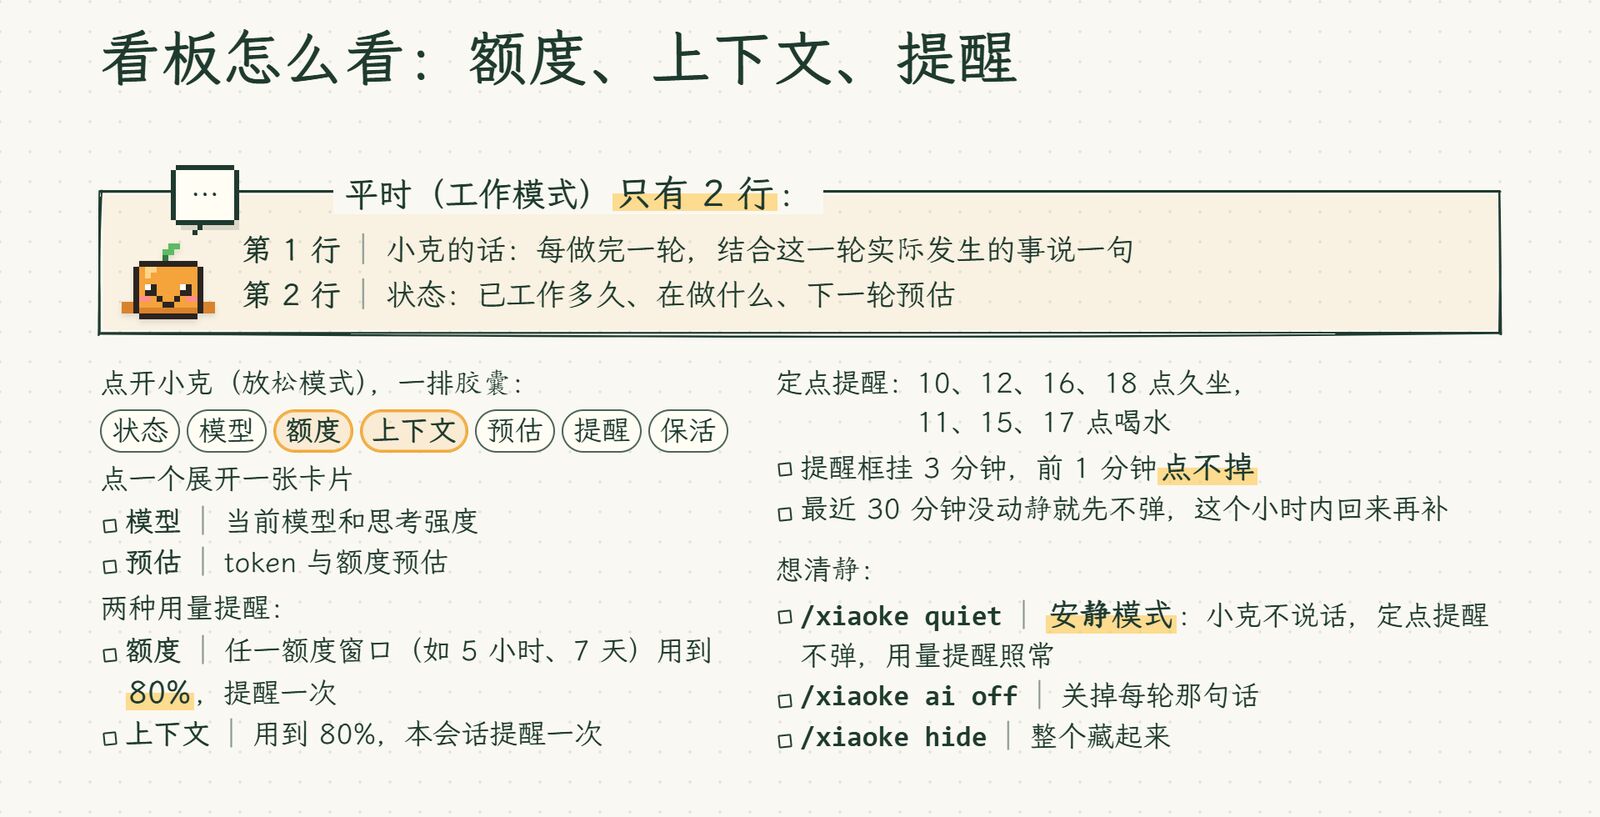 看板怎么看：额度、上下文、提醒
...
平时（工作模式）只有 2 行：
第 1 行｜小克的话：每做完一轮，结合这一轮实际发生的事说一句
第 2 行｜状态：已工作多久、在做什么、下一轮预估
点开小克（放松模式），一排胶囊：
状态 模型 额度 上下文 预估 提醒 保活
点一个展开一张卡片
模型｜当前模型和思考强度
预估｜token 与额度预估
两种用量提醒：
额度｜任一额度窗口（如 5 小时、7 天）用到
80%，提醒一次
上下文｜用到 80%，本会话提醒一次
定点提醒：10、12、16、18 点久坐，
11、15、17 点喝水
提醒框挂 3 分钟，前 1 分钟点不掉
最近 30 分钟没动静就先不弹，这个小时内回来再补
想清静：
/xiaoke quiet｜安静模式：小克不说话，定点提醒
不弹，用量提醒照常
/xiaoke ai off｜关掉每轮那句话
/xiaoke hide｜整个藏起来